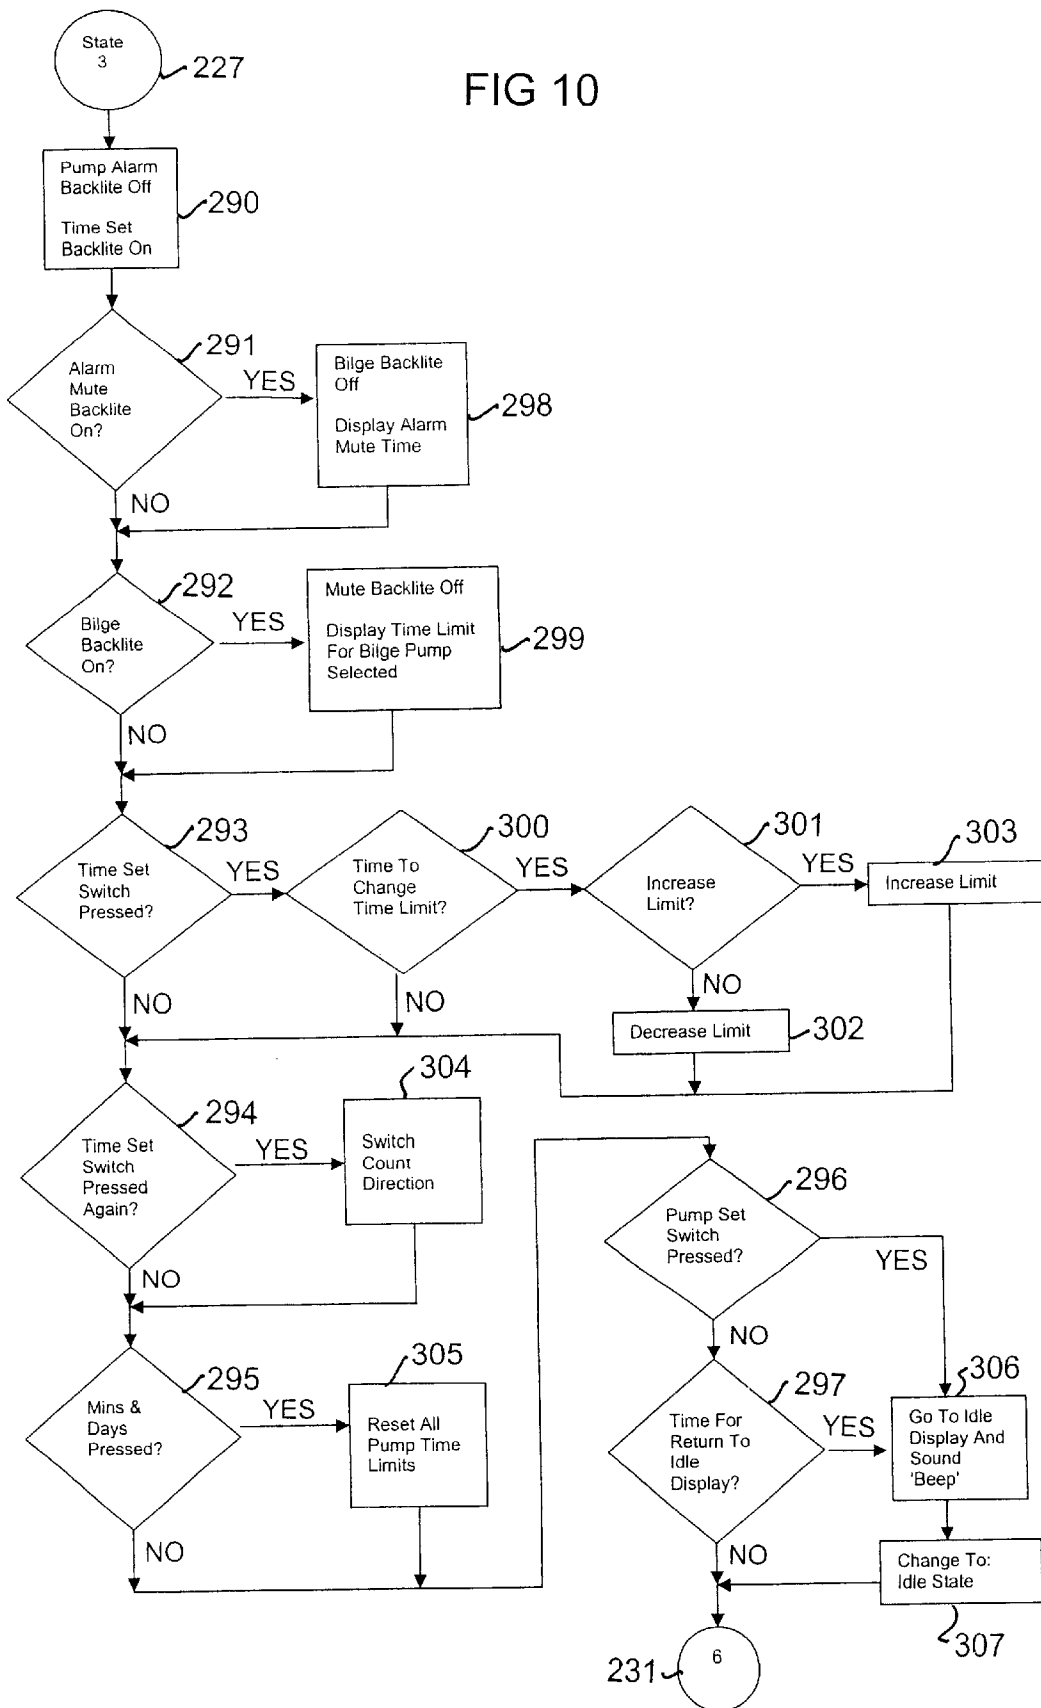 State
3
227
FIG 10
Pump Alarm
Backlite Off
Time Set
Backlite On
290
Alarm
Mute
Backlite
On?
291
YES
NO
Bilge Backlite
Off
Display Alarm
Mute Time
298
Bilge
Backlite
On?
292
YES
NO
Mute Backlite Off
Display Time Limit
For Bilge Pump
Selected
299
Time Set
Switch
Pressed?
293
YES
NO
Time To
Change
Time Limit?
300
YES
NO
Increase
Limit?
301
YES
NO
Increase Limit
303
Decrease Limit
302
Time Set
Switch
Pressed
Again?
294
YES
NO
304
Switch
Count
Direction
Mins &
Days
Pressed?
295
YES
NO
305
Reset All
Pump Time
Limits
Pump Set
Switch
Pressed?
296
YES
NO
Time For
Return To
Idle
Display?
297
YES
NO
306
Go To Idle
Display And
Sound
'Beep'
Change To:
Idle State
307
6
231